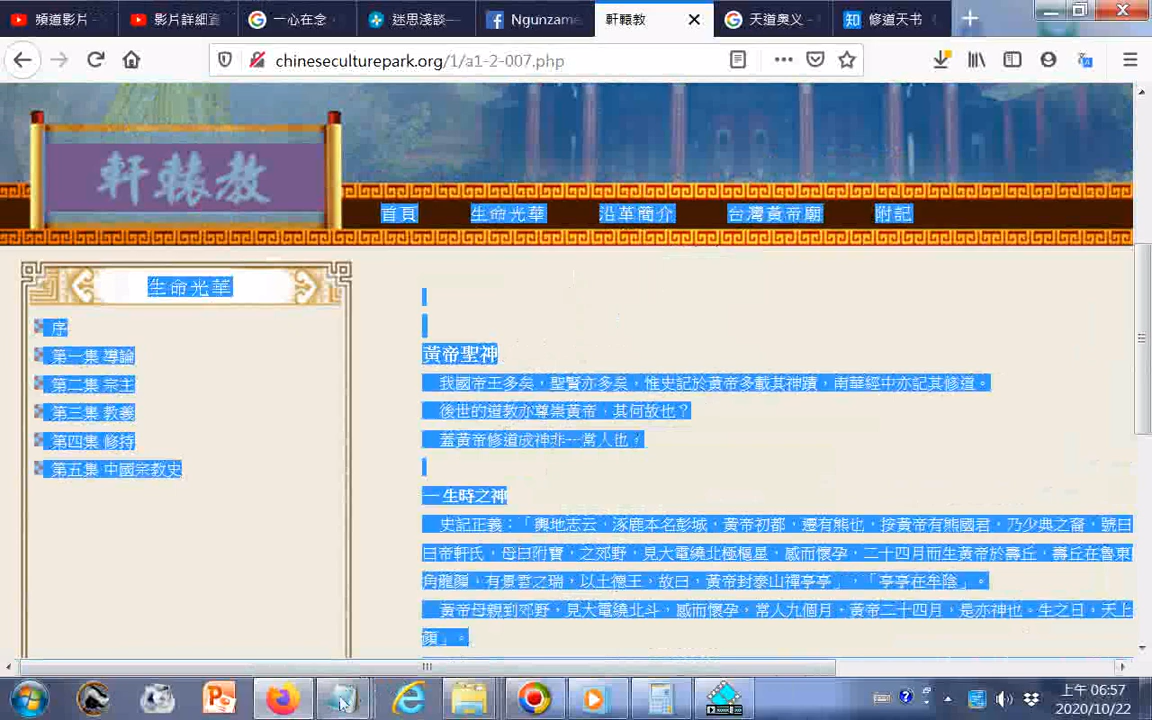 頻道影片
影片詳細資
一心在念
迷思淺談—
Ngunzame
軒轅教
天道奧义 -
修道天书
chineseculturepark.org/1/a1-2-007.php
軒轅教
首頁
生命光華
沿革簡介
台灣黃帝廟
附記
生命光華
序
第一集 導論
第二集 宗主
第三集 教義
第四集 修持
第五集 中國宗教史
黃帝聖神
我國帝王多矣，聖賢亦多矣，惟史記於黃帝多載其神蹟，南華經中亦記其修道。
後世的道教亦尊崇黃帝，其何故也？
蓋黃帝修道成神非一常人也，
一 生時之神
史記正義：「輿地志云，涿鹿本名彭城，黃帝初都，遷有熊也，按黃帝有熊國君，乃少典之裔，號曰
曰帝軒氏，母曰附寶，之郊野，見大電繞北極樞星，感而懷孕，二十四月而生黃帝於壽丘，壽丘在魯東
角龍顏，有景雲之瑞，以土德王，故曰，黃帝封泰山禪亭亭」，「亭亭在牟陰」。
黃帝母親到郊野，見大電繞北斗，感而懷孕，常人九個月，黃帝二十四月，是亦神也。生之日，天上
顏」。
上午 06:57
2020/10/22